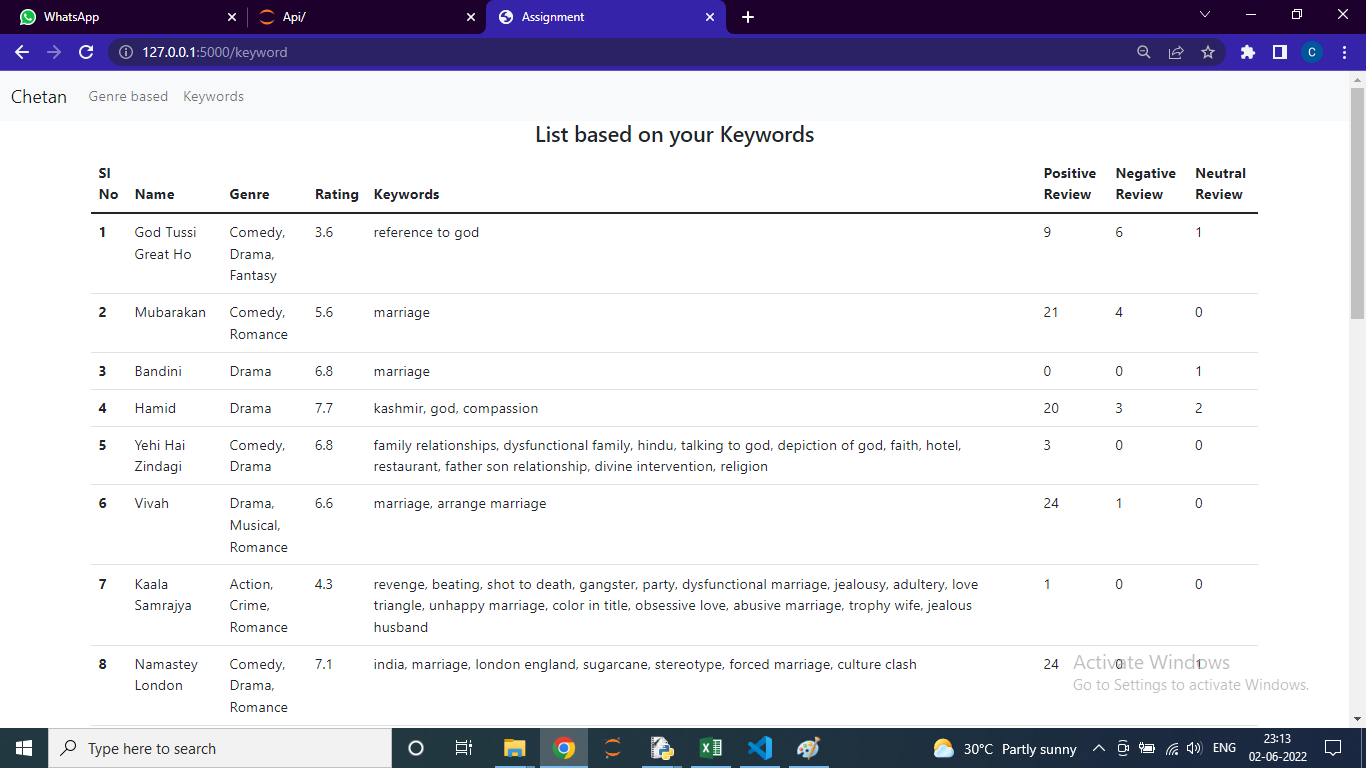 WhatsApp
Api/
Assignment
127.0.0.1:5000/keyword
C
Chetan Genre based Keywords
List based on your Keywords
Sl No Name Genre Rating Keywords Positive Review Negative Review Neutral Review
1 God Tussi Great Ho Comedy, Drama, Fantasy 3.6 reference to god 9 6 1
2 Mubarakan Comedy, Romance 5.6 marriage 21 4 0
3 Bandini Drama 6.8 marriage 0 0 1
4 Hamid Drama 7.7 kashmir, god, compassion 20 3 2
5 Yehi Hai Zindagi Comedy, Drama 6.8 family relationships, dysfunctional family, hindu, talking to god, depiction of god, faith, hotel, restaurant, father son relationship, divine intervention, religion 3 0 0
6 Vivah Drama, Musical, Romance 6.6 marriage, arrange marriage 24 1 0
7 Kaala Samrajya Action, Crime, Romance 4.3 revenge, beating, shot to death, gangster, party, dysfunctional marriage, jealousy, adultery, love triangle, unhappy marriage, color in title, obsessive love, abusive marriage, trophy wife, jealous husband 1 0 0
8 Namastey London Comedy, Drama, Romance 7.1 india, marriage, london england, sugarcane, stereotype, forced marriage, culture clash 24 0 1
Activate Windows
Go to Settings to activate Windows.
Type here to search
30°C Partly sunny
ENG
23:13
02-06-2022